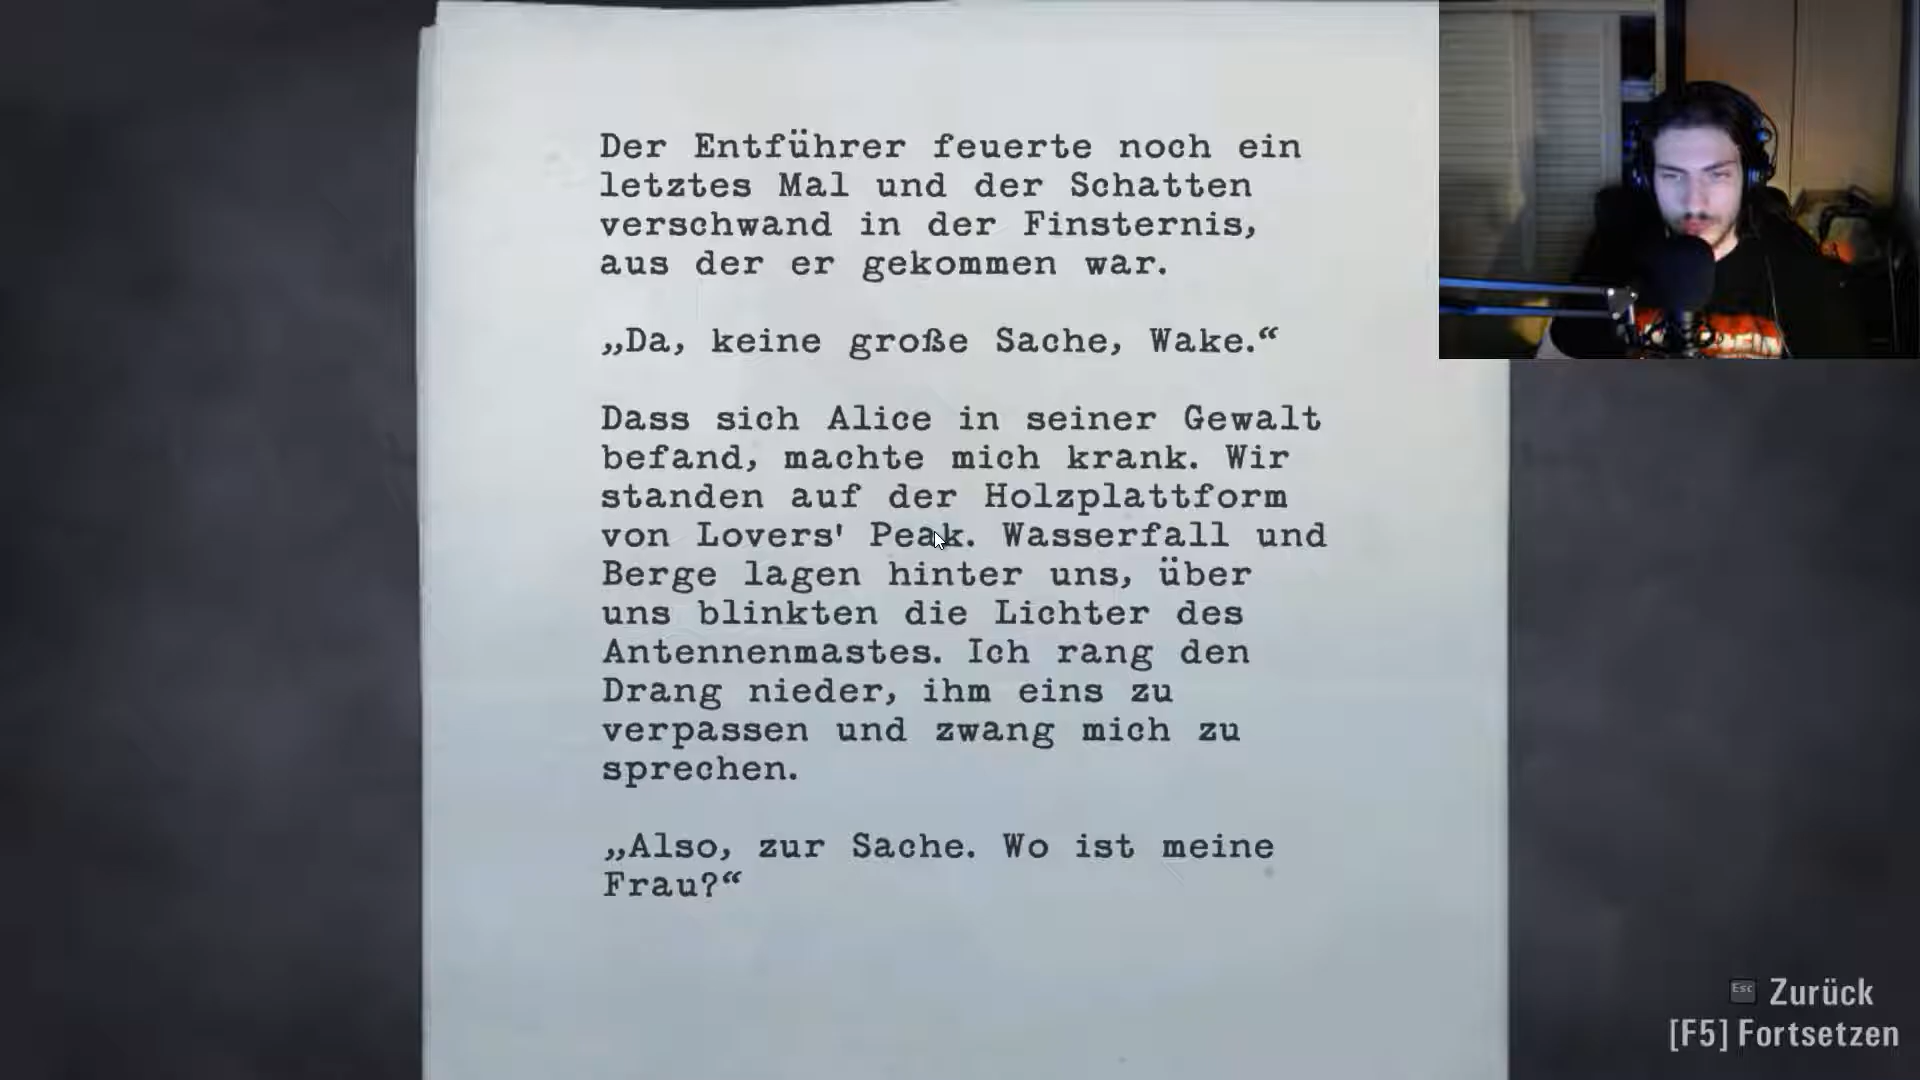 Der Entführer feuerte noch ein
letztes Mal und der Schatten
verschwand in der Finsternis,
aus der er gekommen war.
„Da, keine große Sache, Wake.“
Dass sich Alice in seiner Gewalt
befand, machte mich krank. Wir
standen auf der Holzplattform
von Lovers' Peak. Wasserfall und
Berge lagen hinter uns, über
uns blinkten die Lichter des
Antennenmastes. Ich rang den
Drang nieder, ihm eins zu
verpassen und zwang mich zu
sprechen.
„Also, zur Sache. Wo ist meine
Frau?“
Esc Zurück
[F5] Fortsetzen